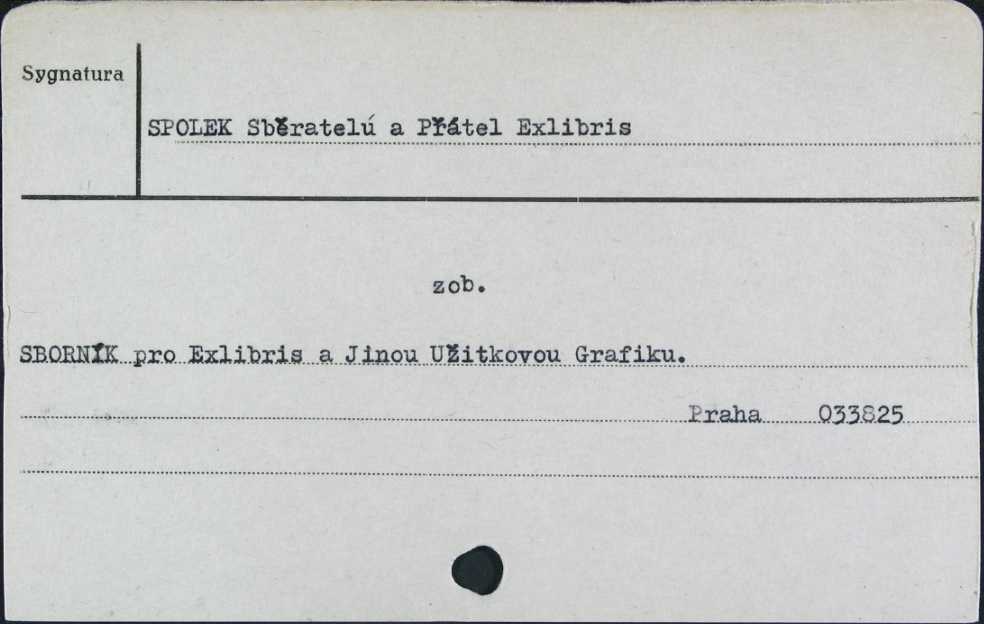 Sygnatura
SPOLEK Sběratelú a Přátel Exlibris
zob.
SBORNÍK pro Exlibris a Jinou Užitkovou Grafiku.
Praha 033825